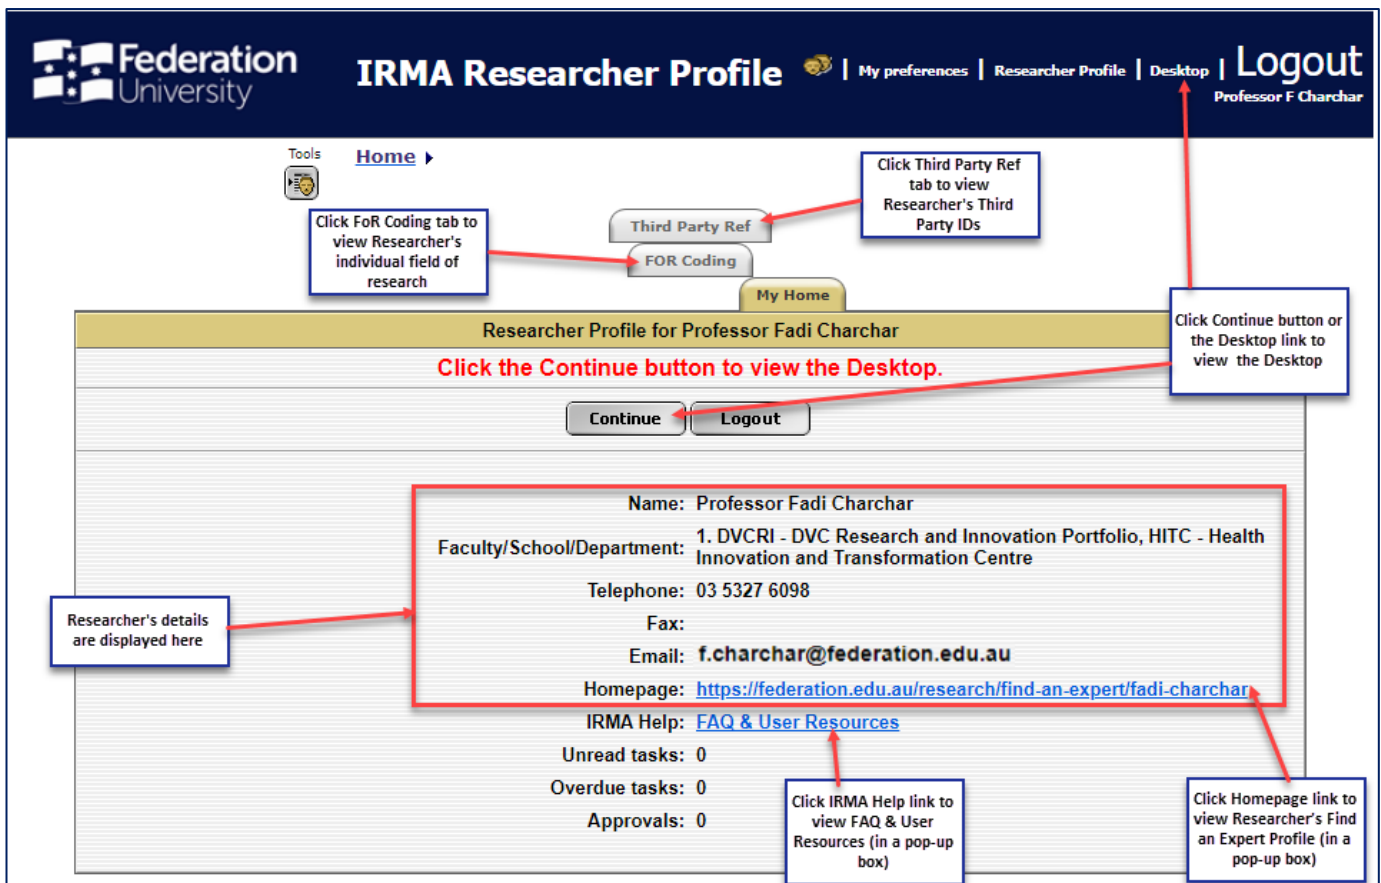 Federation
University
IRMA Researcher Profile
| My preferences | Researcher Profile | Desktop | Logout
Professor F Charchar
Tools
Home
Click Third Party Ref
tab to view
Researcher's Third
Party IDs
Click FoR Coding tab to
view Researcher's
individual field of
research
Third Party Ref
FOR Coding
My Home
Researcher Profile for Professor Fadi Charchar
Click Continue button or
the Desktop link to
view the Desktop
Click the Continue button to view the Desktop.
Continue
Logout
Name: Professor Fadi Charchar
Faculty/School/Department: 1. DVCRI - DVC Research and Innovation Portfolio, HITC - Health
Innovation and Transformation Centre
Telephone: 03 5327 6098
Researcher's details
are displayed here
Fax:
Email: f.charchar@federation.edu.au
Homepage: https://federation.edu.au/research/find-an-expert/fadi-charchar
IRMA Help: FAQ & User Resources
Unread tasks: 0
Overdue tasks: 0
Approvals: 0
Click IRMA Help link to
view FAQ & User
Resources (in a pop-up
box)
Click Homepage link to
view Researcher's Find
an Expert Profile (in a
pop-up box)